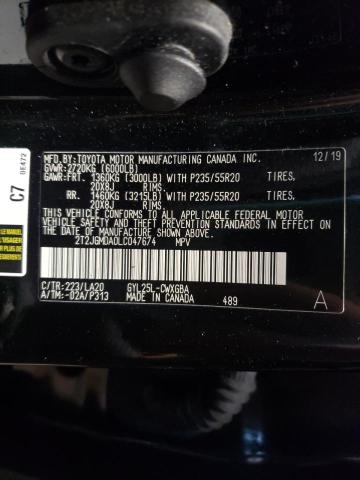 MFD.BY:TOYOTA MOTOR MANUFACTURING CANADA INC. 12/19
GVWR: 2720KG (6000LB)
GAWR:FRT. 1360KG (3000LB) WITH P235/55R20 TIRES,
20X8J RIMS.
RR. 1460KG (3215LB) WITH P235/55R20 TIRES,
20X8J RIMS.
THIS VEHICLE CONFORMS TO ALL APPLICABLE FEDERAL MOTOR
VEHICLE SAFETY AND THEFT PREVENTION STANDARDS IN EFFECT
ON THE DATE OF MANUFACTURE SHOWN ABOVE.
2T2JGMDA0LC047674 MPV
C/TR:223/LA20 GYL25L-CWXGBA
A/TM:-02A/P313 MADE IN CANADA 489 A
C7
0E472